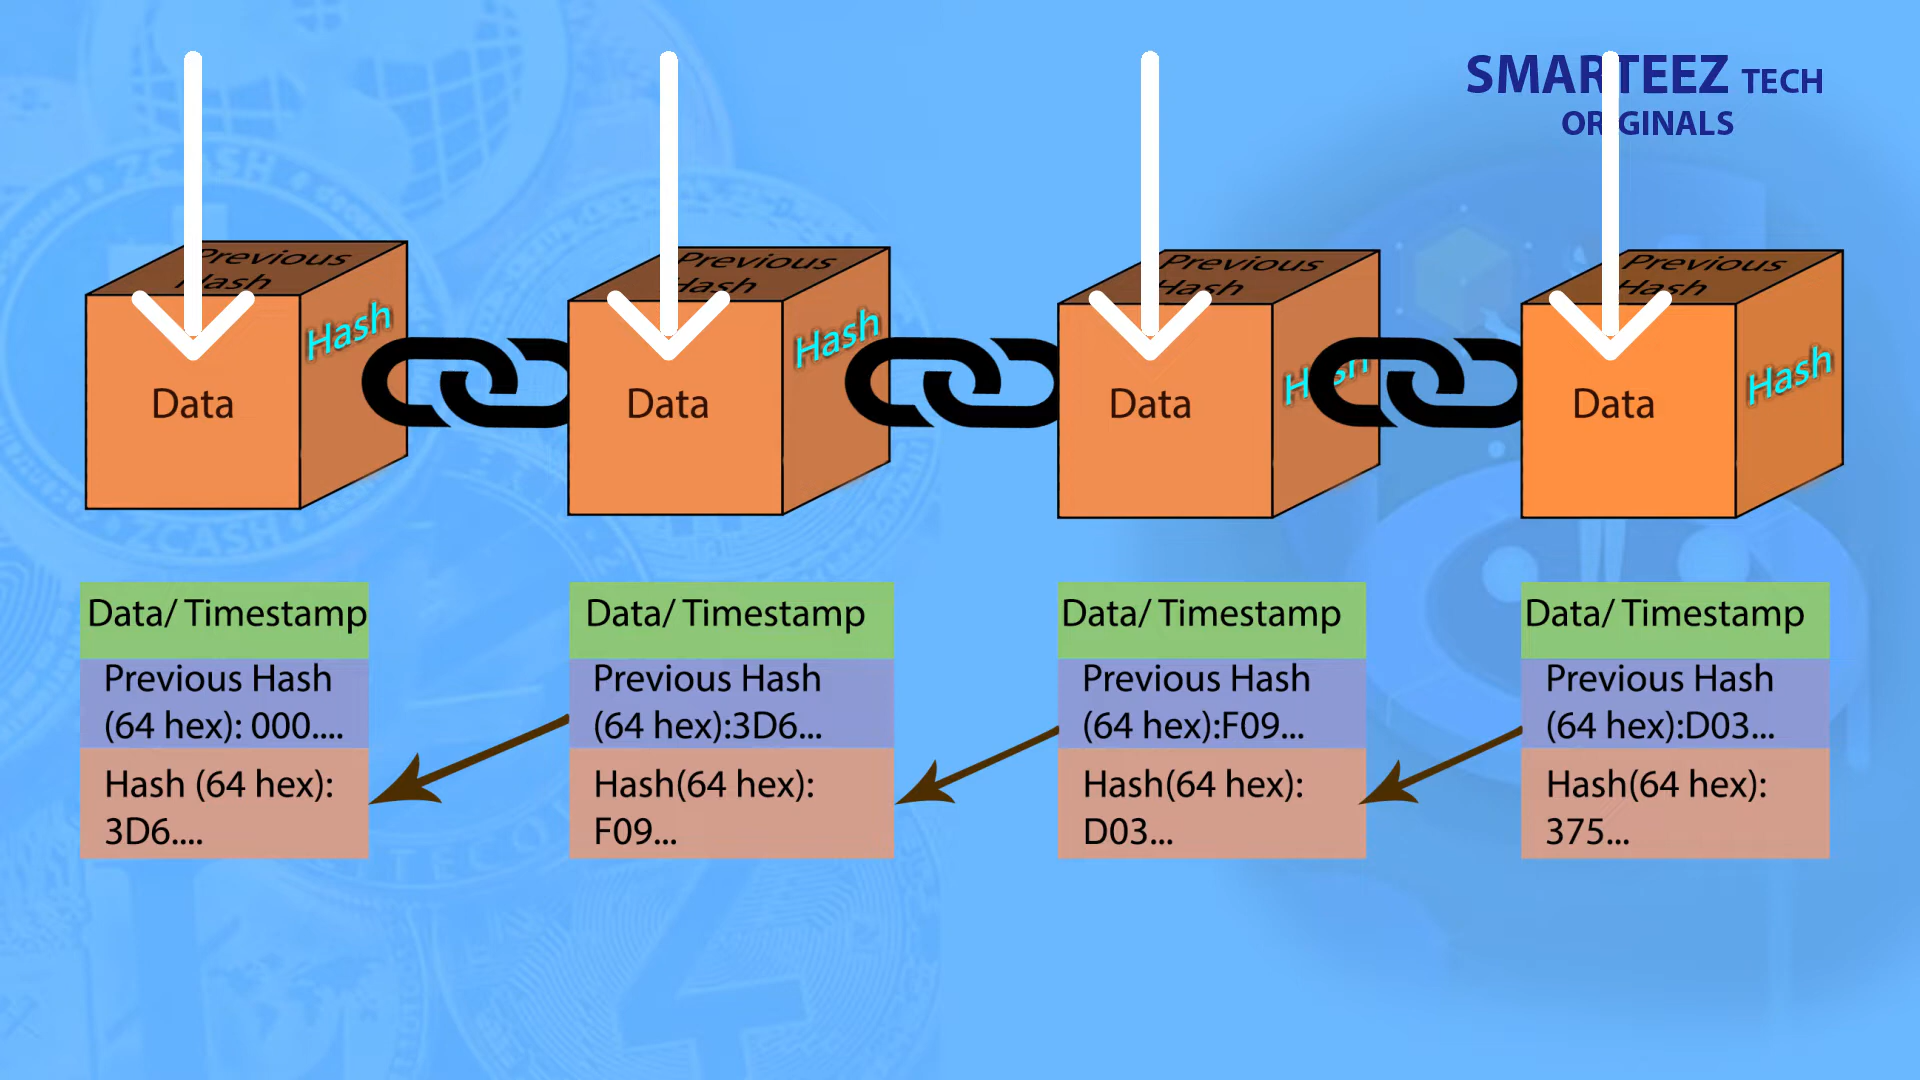 SMARTEEZ TECH
ORIGINALS
Previous
Hash
Hash
Data
Previous
Hash
Hash
Data
Previous
Hash
Hash
Data
Previous
Hash
Hash
Data
ZCASH
ZCASH
Data/ Timestamp
Previous Hash
(64 hex): 000....
Hash (64 hex):
3D6....
Data/ Timestamp
Previous Hash
(64 hex):3D6...
Hash(64 hex):
F09...
Data/ Timestamp
Previous Hash
(64 hex):F09...
Hash(64 hex):
D03...
Data/ Timestamp
Previous Hash
(64 hex):D03...
Hash(64 hex):
375...